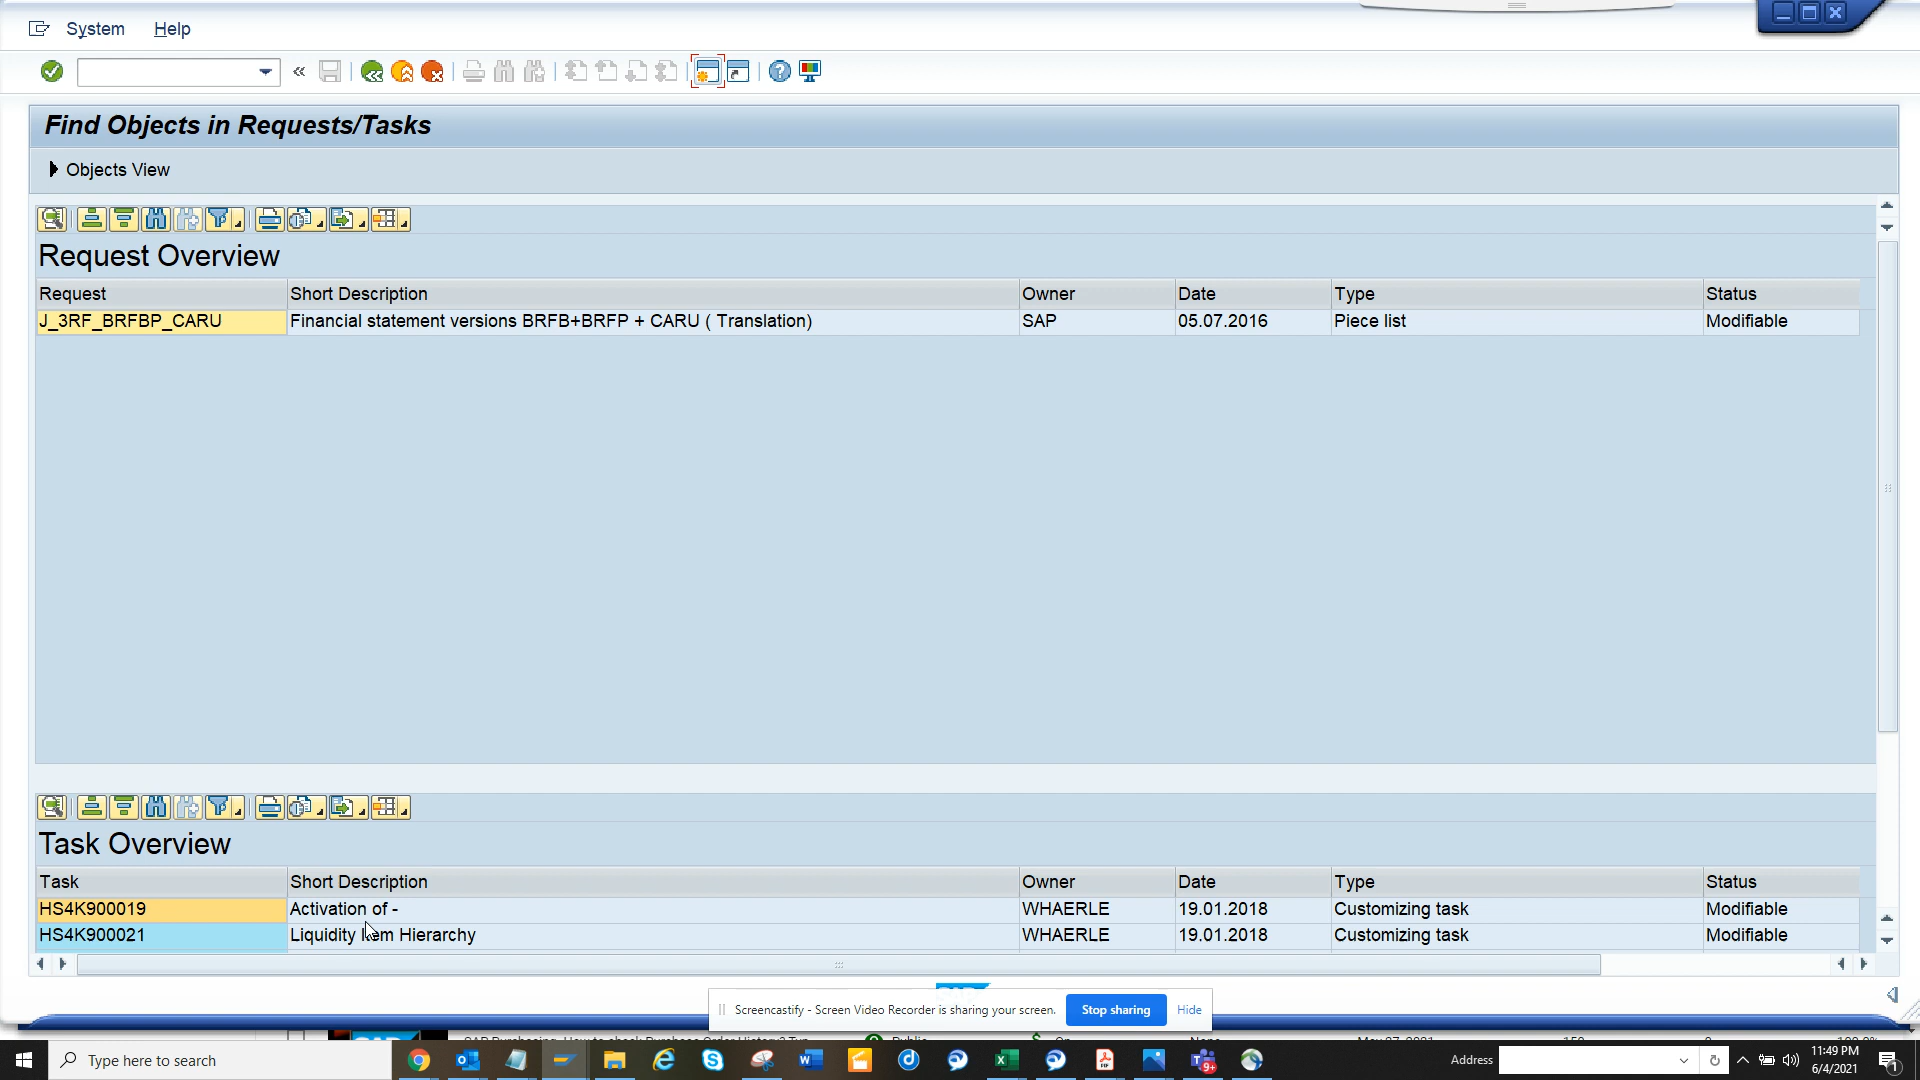 System Help
Find Objects in Requests/Tasks
Objects View
Request Overview
Request Short Description Owner Date Type Status
J_3RF_BRFBP_CARU Financial statement versions BRFB+BRFP + CARU ( Translation) SAP 05.07.2016 Piece list Modifiable
Task Overview
Task Short Description Owner Date Type Status
HS4K900019 Activation of - WHAERLE 19.01.2018 Customizing task Modifiable
HS4K900021 Liquidity Item Hierarchy WHAERLE 19.01.2018 Customizing task Modifiable
Screencastify - Screen Video Recorder is sharing your screen. Stop sharing Hide
Type here to search
Address
11:49 PM
6/4/2021
9+
1